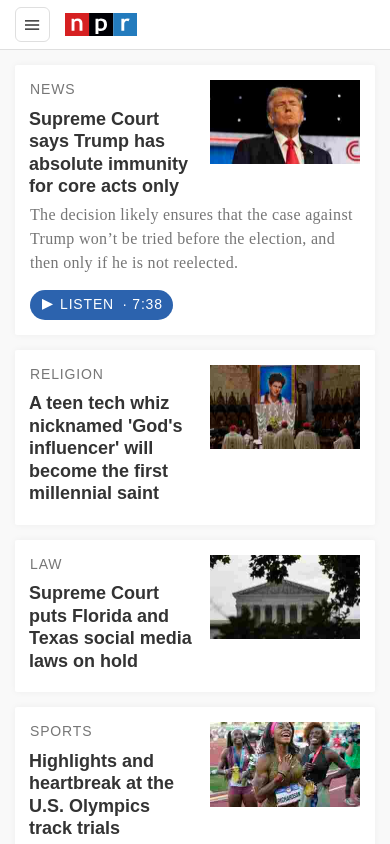 npr
NEWS
Supreme Court
says Trump has
absolute immunity
for core acts only
The decision likely ensures that the case against
Trump won’t be tried before the election, and
then only if he is not reelected.
LISTEN · 7:38
RELIGION
A teen tech whiz
nicknamed 'God's
influencer' will
become the first
millennial saint
LAW
Supreme Court
puts Florida and
Texas social media
laws on hold
SPORTS
Highlights and
heartbreak at the
U.S. Olympics
track trials
RICHARDSON